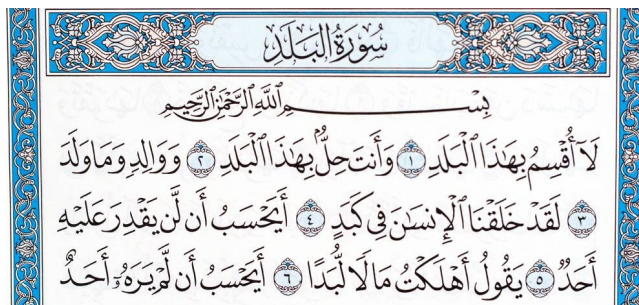 سُورَةُ البَلَدِ
بِسْمِ ٱللَّهِ ٱلرَّحْمَٰنِ ٱلرَّحِيمِ
لَآ أُقْسِمُ بِهَٰذَا ٱلْبَلَدِ ١ وَأَنتَ حِلٌّۢ بِهَٰذَا ٱلْبَلَدِ ٢ وَوَالِدٍ وَمَا وَلَدَ
٣ لَقَدْ خَلَقْنَا ٱلْإِنسَٰنَ فِى كَبَدٍ ٤ أَيَحْسَبُ أَن لَّن يَقْدِرَ عَلَيْهِ
أَحَدٌ ٥ يَقُولُ أَهْلَكْتُ مَالًا لُّبَدًا ٦ أَيَحْسَبُ أَن لَّمْ يَرَهُۥٓ أَحَدٌ